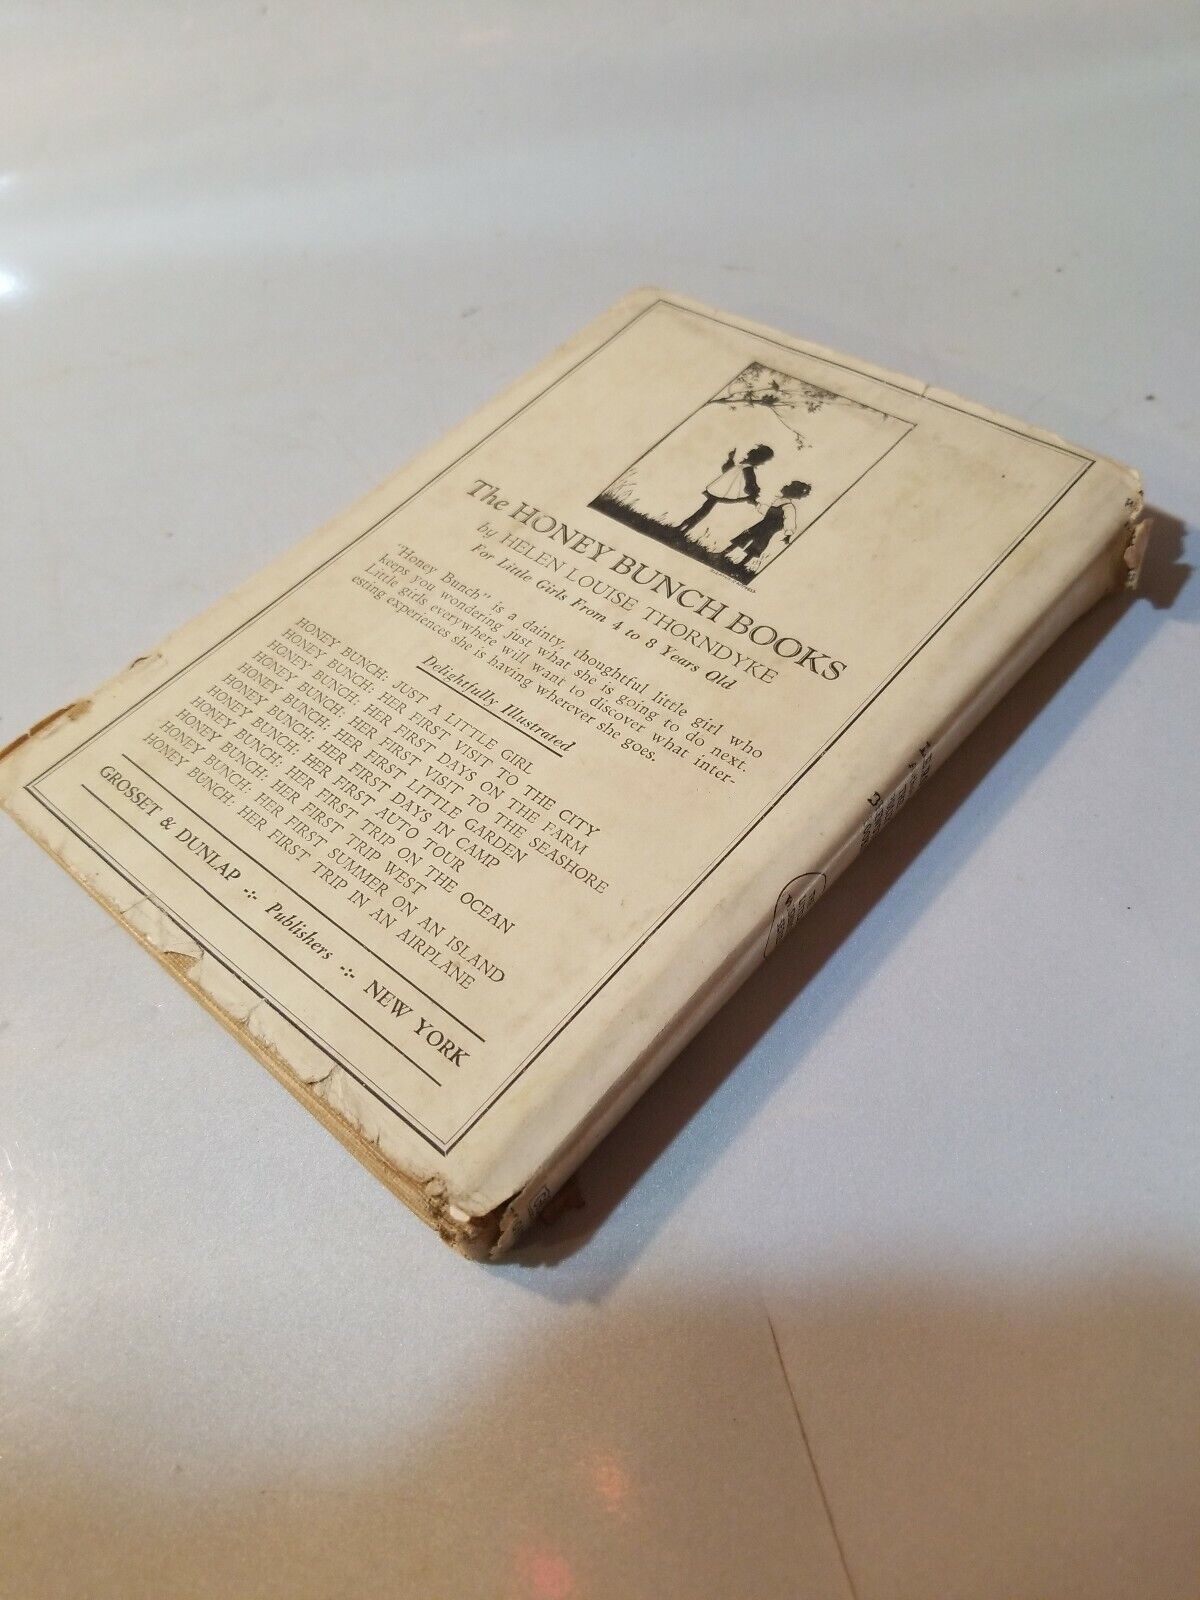 The HONEY BUNCH BOOKS
by HELEN LOUISE THORNDYKE
For Little Girls From 4 to 8 Years Old
"Honey Bunch" is a dainty, thoughtful little girl who
keeps you wondering just what she is going to do next.
Little girls everywhere will want to discover what inter-
esting experiences she is having wherever she goes.
Delightfully Illustrated
HONEY BUNCH: JUST A LITTLE GIRL
HONEY BUNCH: HER FIRST VISIT TO THE CITY
HONEY BUNCH: HER FIRST DAYS ON THE FARM
HONEY BUNCH: HER FIRST VISIT TO THE SEASHORE
HONEY BUNCH: HER FIRST LITTLE GARDEN
HONEY BUNCH: HER FIRST DAYS IN CAMP
HONEY BUNCH: HER FIRST AUTO TOUR
HONEY BUNCH: HER FIRST TRIP ON THE OCEAN
HONEY BUNCH: HER FIRST TRIP WEST
HONEY BUNCH: HER FIRST SUMMER ON AN ISLAND
HONEY BUNCH: HER FIRST TRIP IN AN AIRPLANE
GROSSET & DUNLAP -:- Publishers -:- NEW YORK